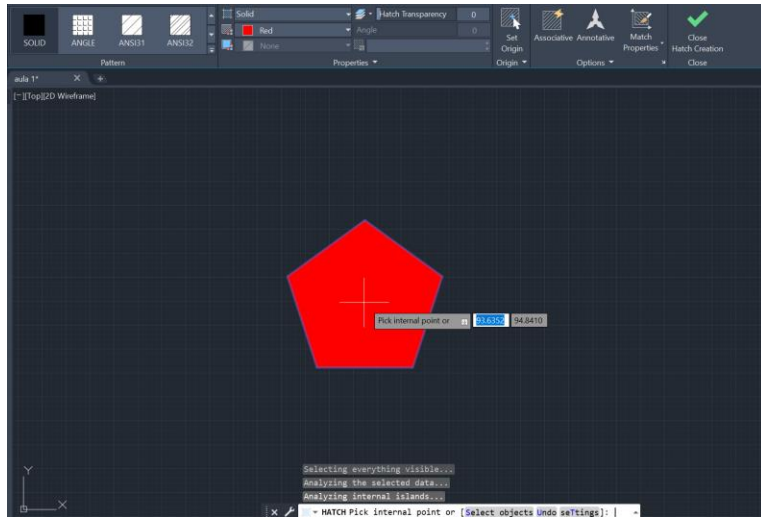 Solid Hatch Transparency 0
Red Angle 0
None
SOLID ANGLE ANSI31 ANSI32 Set Origin Associative Annotative Match Properties Close Hatch Creation
Pattern Properties Origin Options Close
aula 1* X +
[−][Top][2D Wireframe]
Pick internal point or 93.6352 94.8410
Y
X
Selecting everything visible...
Analyzing the selected data...
Analyzing internal islands...
HATCH Pick internal point or [Select objects Undo seTtings]: